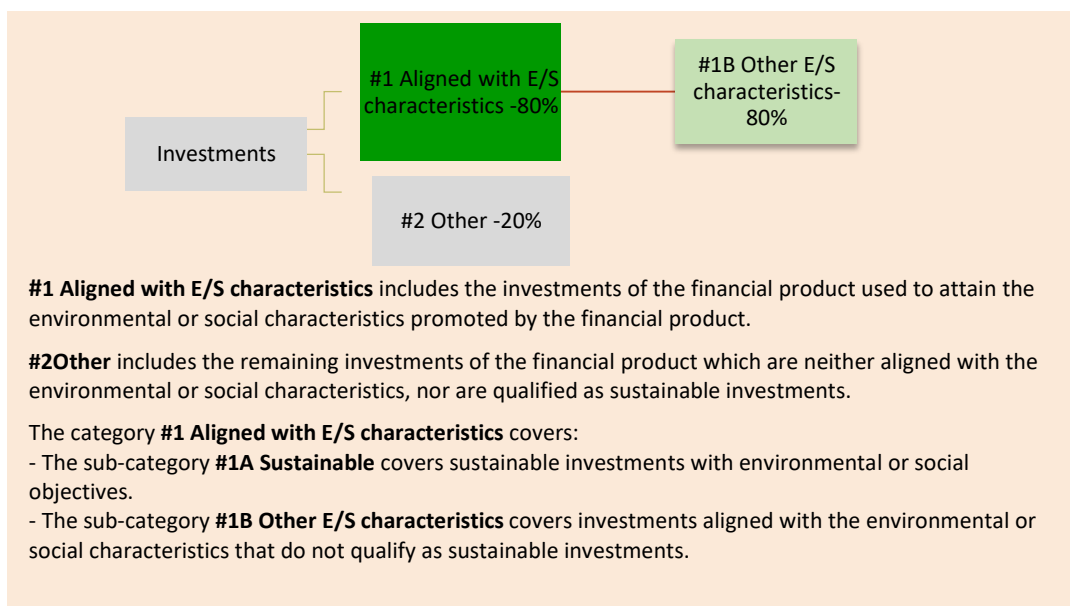 #1 Aligned with E/S
characteristics -80%
#1B Other E/S
characteristics-
80%
Investments
#2 Other -20%
#1 Aligned with E/S characteristics includes the investments of the financial product used to attain the
environmental or social characteristics promoted by the financial product.
#2Other includes the remaining investments of the financial product which are neither aligned with the
environmental or social characteristics, nor are qualified as sustainable investments.
The category #1 Aligned with E/S characteristics covers:
- The sub-category #1A Sustainable covers sustainable investments with environmental or social
objectives.
- The sub-category #1B Other E/S characteristics covers investments aligned with the environmental or
social characteristics that do not qualify as sustainable investments.